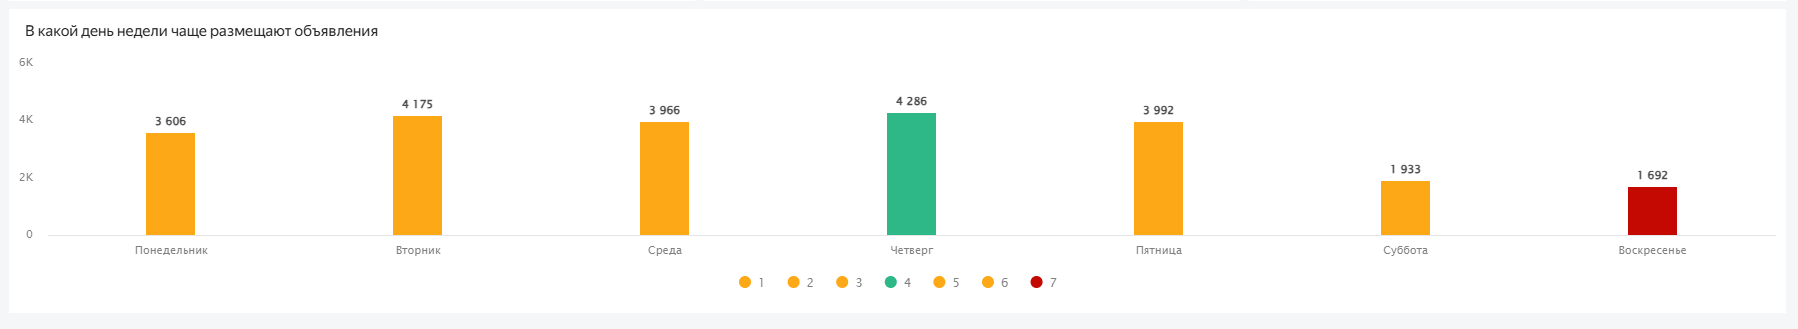 В какой день недели чаще размещают объявления
6K
4 286
4 175
3 966
3 992
4K
3 606
2K
1 933
1 692
0
Понедельник Вторник Среда Четверг Пятница Суббота Воскресенье
1 2 3 4 5 6 7